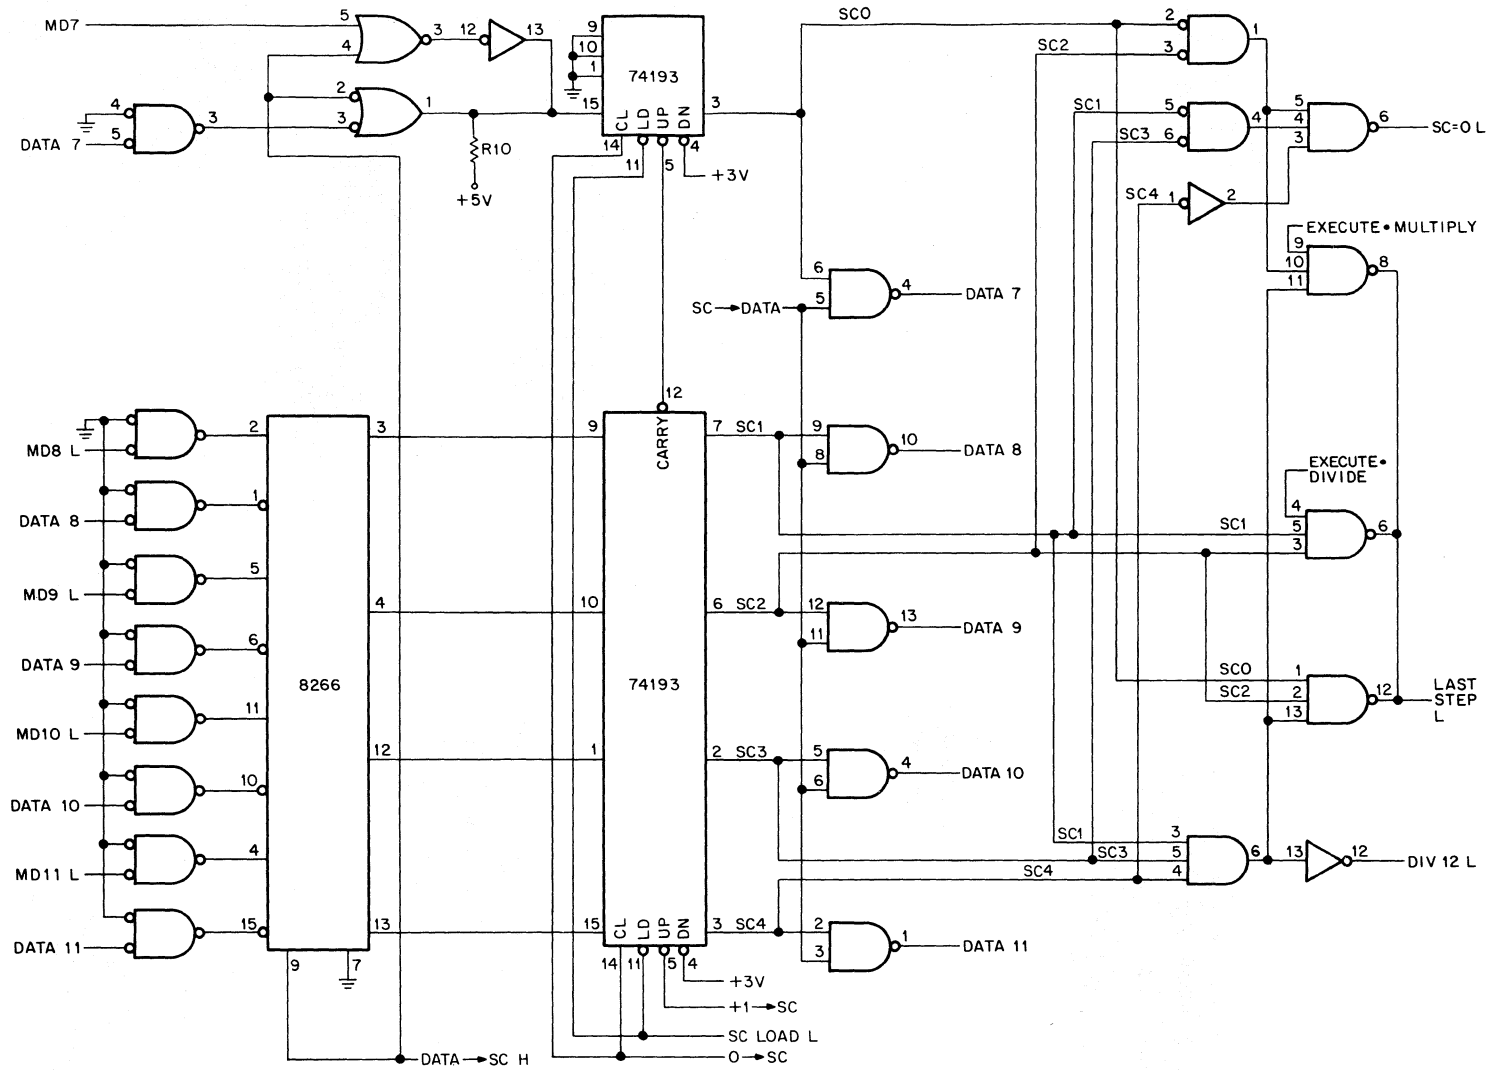 MD7
5
4
3
12
13
9
10
1
74193
15
CL
LD
UP
DN
3
14
11
5
4
+3V
SC0
SC2
2
3
1
SC1
5
SC3
6
4
5
4
3
6
SC=0 L
SC4
1
2
4
5
3
DATA 7
2
3
1
R10
+5V
EXECUTE•MULTIPLY
9
10
11
8
6
5
4
DATA 7
SC→DATA
12
CARRY
MD8 L
2
DATA 8
1
MD9 L
5
DATA 9
6
MD10 L
11
DATA 10
10
MD11 L
4
DATA 11
15
8266
3
4
12
13
9
7
9
10
1
15
74193
7
SC1
6
SC2
2
SC3
3
SC4
CL
LD
UP
DN
14
11
5
4
+3V
+1→SC
SC LOAD L
0→SC
DATA→SC H
9
8
10
DATA 8
12
11
13
DATA 9
5
6
4
DATA 10
2
3
1
DATA 11
EXECUTE•
DIVIDE
4
SC1
5
3
6
SC0
1
SC2
2
13
12
LAST
STEP
L
SC1
3
SC3
5
SC4
4
6
13
12
DIV 12 L